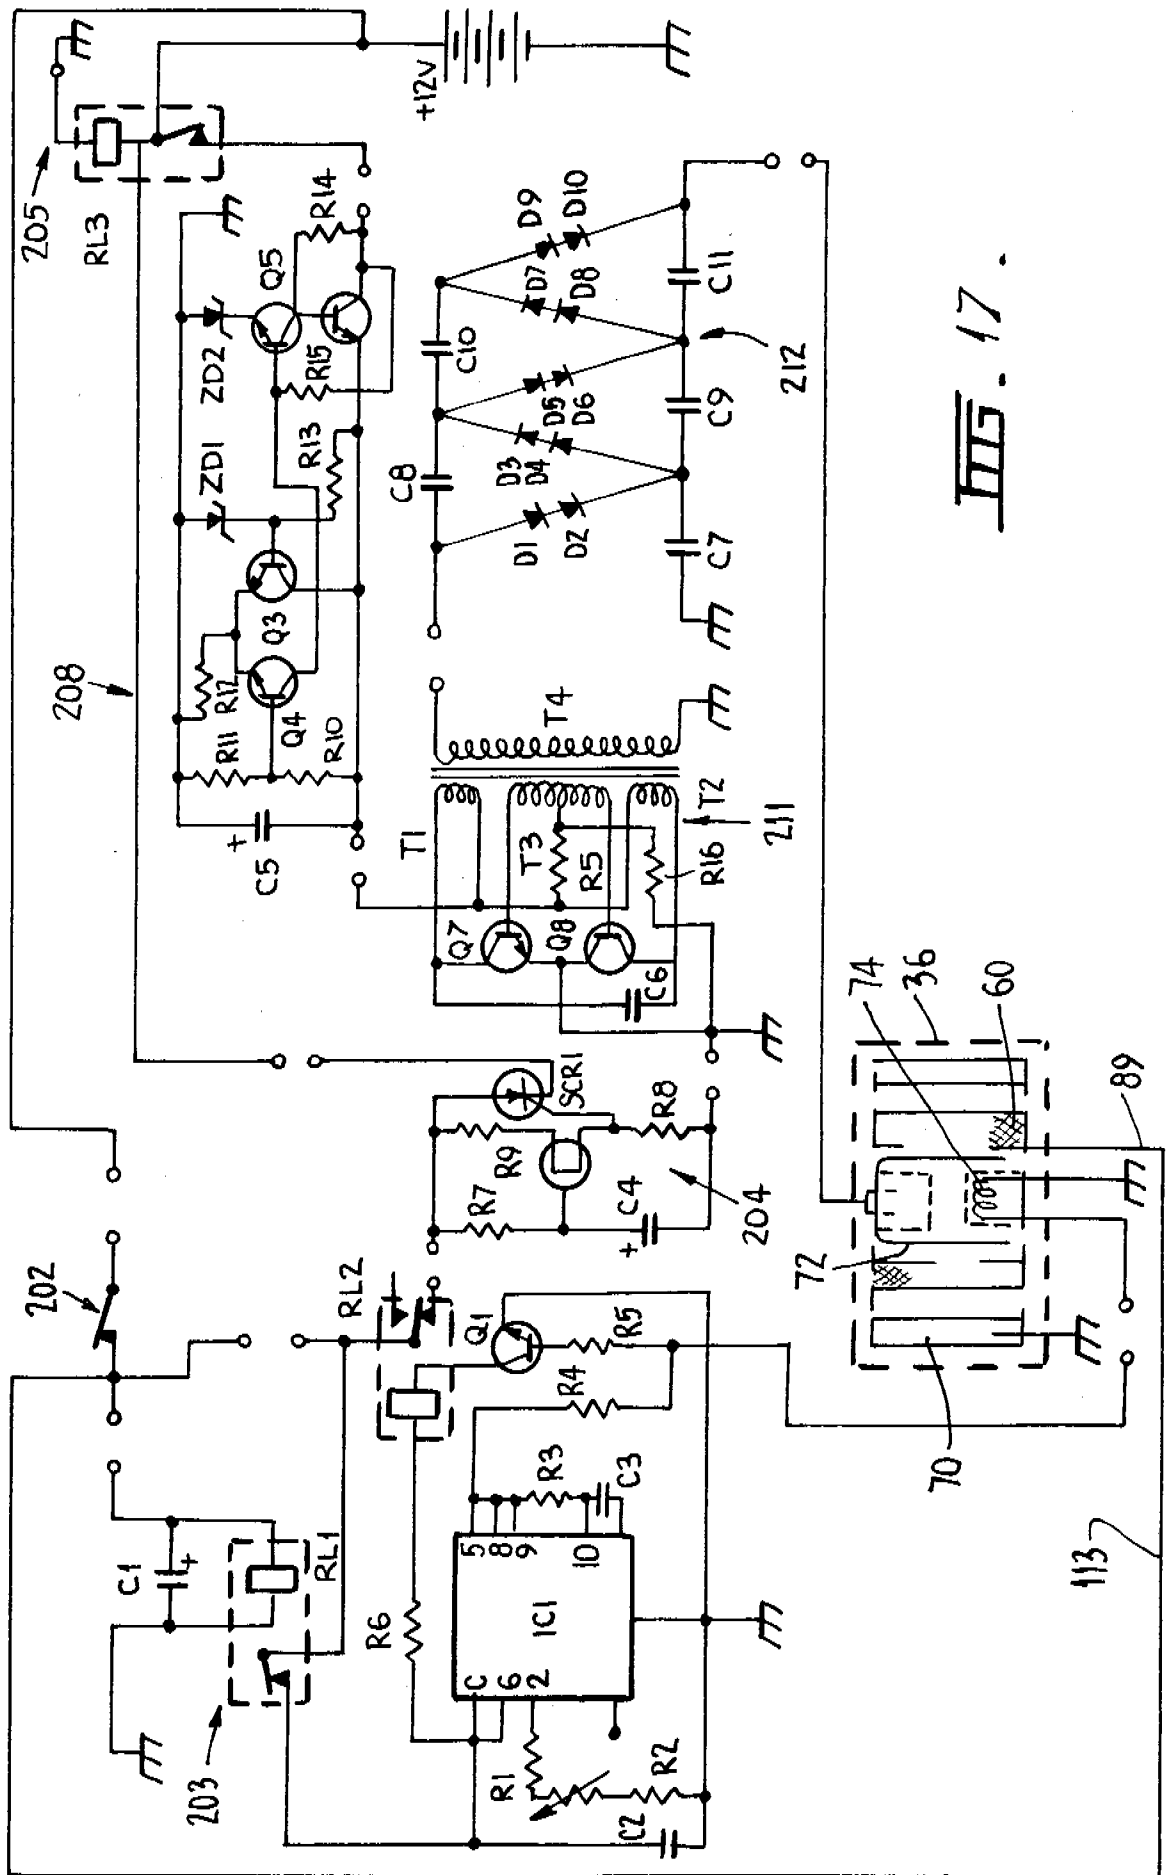 205
RL3
+12V
R14
Q5
ZD2
R15
ZD1
R13
Q3
208
R12
R11
Q4
R10
C5
+
D9
D10
D7
D8
C10
C11
212
D5
D6
C9
D3
D4
C8
D1
D2
C7
T4
T1
T2
211
T3
R5
R16
Q7
Q8
C6
SCR1
R9
R8
R7
C4
+
204
202
RL2
Q1
R5
R4
R3
C3
C1
+
RL1
203
R6
5
8
9
10
IC1
C
6
2
R1
R2
C2
74
36
60
72
89
70
113
FIG. 17.